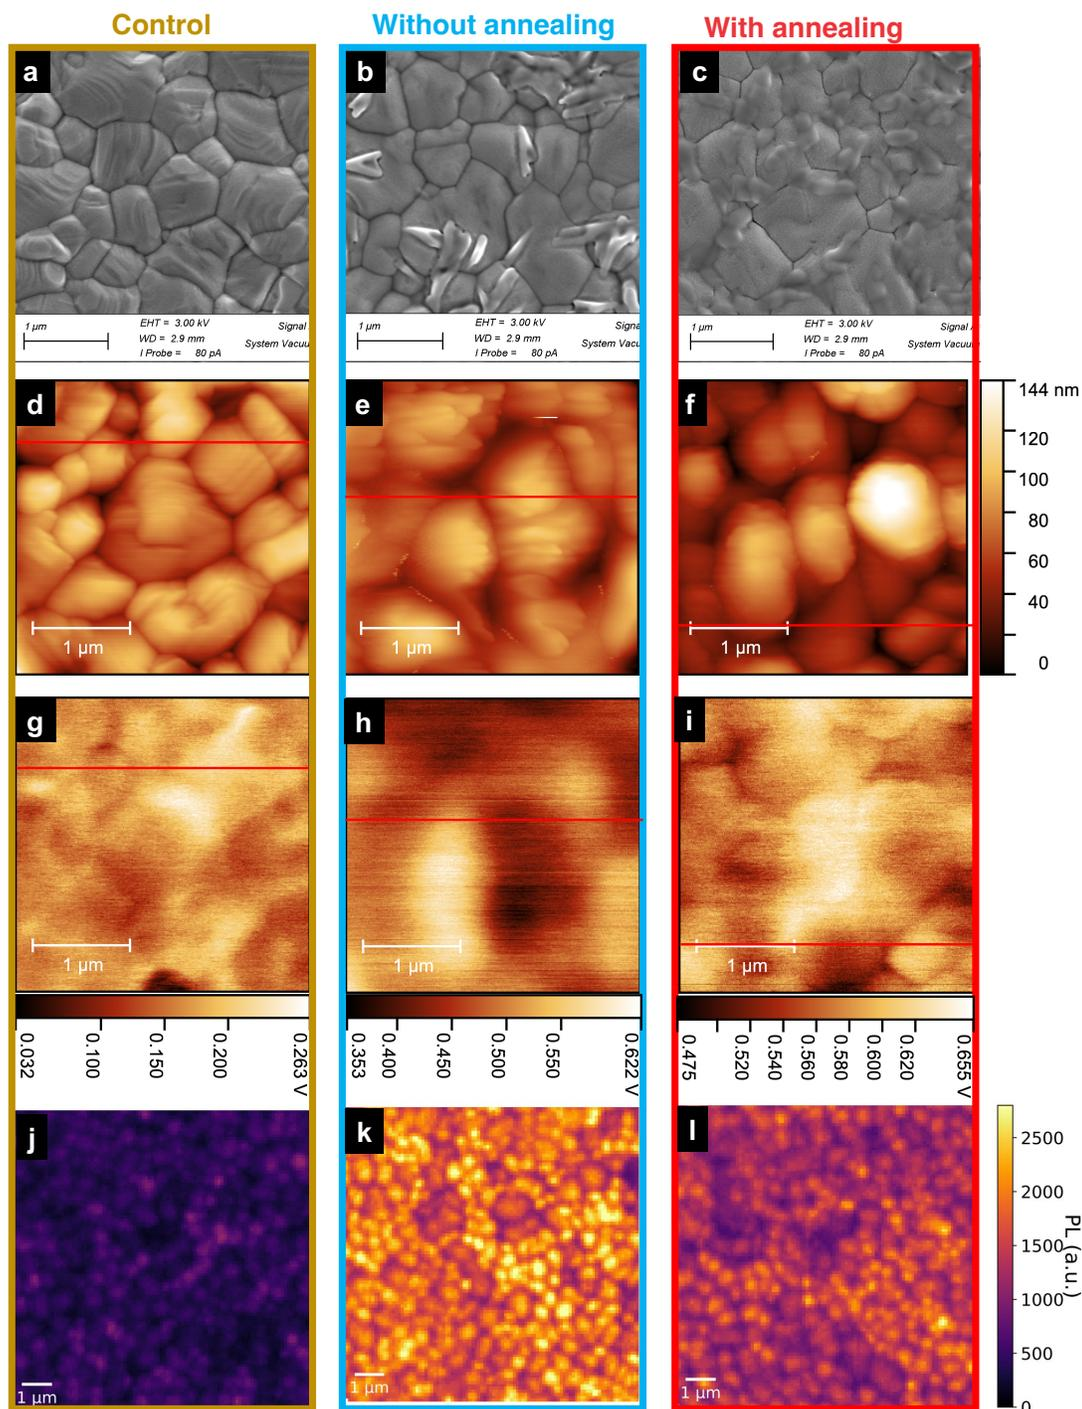 Control
Without annealing
With annealing
a
b
c
1 µm
EHT = 3.00 kV
WD = 2.9 mm
I Probe = 80 pA
Signal
System Vacuu
1 µm
EHT = 3.00 kV
WD = 2.9 mm
I Probe = 80 pA
Signa
System Vacuu
1 µm
EHT = 3.00 kV
WD = 2.9 mm
I Probe = 80 pA
Signal
System Vacuu
d
1 µm
e
1 µm
f
1 µm
144 nm
120
100
80
60
40
0
g
1 µm
h
1 µm
i
1 µm
0.032 0.100 0.150 0.200 0.263 V
0.353 0.400 0.450 0.500 0.550 0.622 V
0.475 0.520 0.540 0.560 0.580 0.600 0.620 0.655 V
j
1 µm
k
1 µm
l
1 µm
2500
2000
1500
1000
500
0
PL (a.u.)